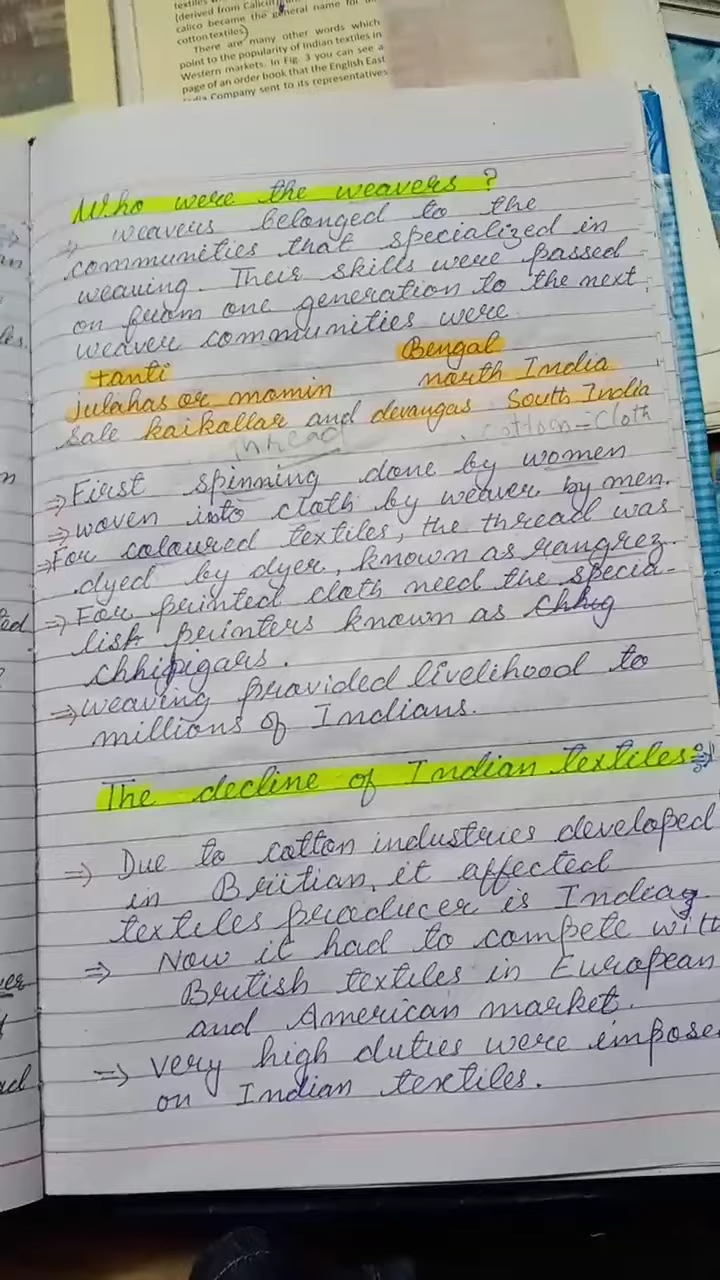 textiles
(derived from Calicut)
calico became the general name for
cotton textiles)
There are many other words which
point to the popularity of Indian textiles in
Western markets. In Fig. 3 you can see a
page of an order book that the English East
India Company sent to its representatives
Who were the weavers ?
⇒ weavers belonged to the
communities that specialized in
weaving. Their skills were passed
on from one generation to the next,
weaver communities were
tanti Bengal
julahas or momin north India
Sale kaikallar and devangas South India
thread cotton - cloth
⇒ First spinning done by women
⇒ woven into cloth by weaver by men.
⇒ For coloured textiles, the thread was
dyed by dyer, known as rangrez.
⇒ For printed cloth need the specia-
list printers known as
chhipigars.
⇒ weaving provided livelihood to
millions of Indians.
The decline of Indian textiles ⇒
⇒ Due to cotton industries developed
in Britian, it affected
textiles producer is India
⇒ Now it had to compete with
British textiles in European
and American market.
⇒ very high duties were impose
on Indian textiles.